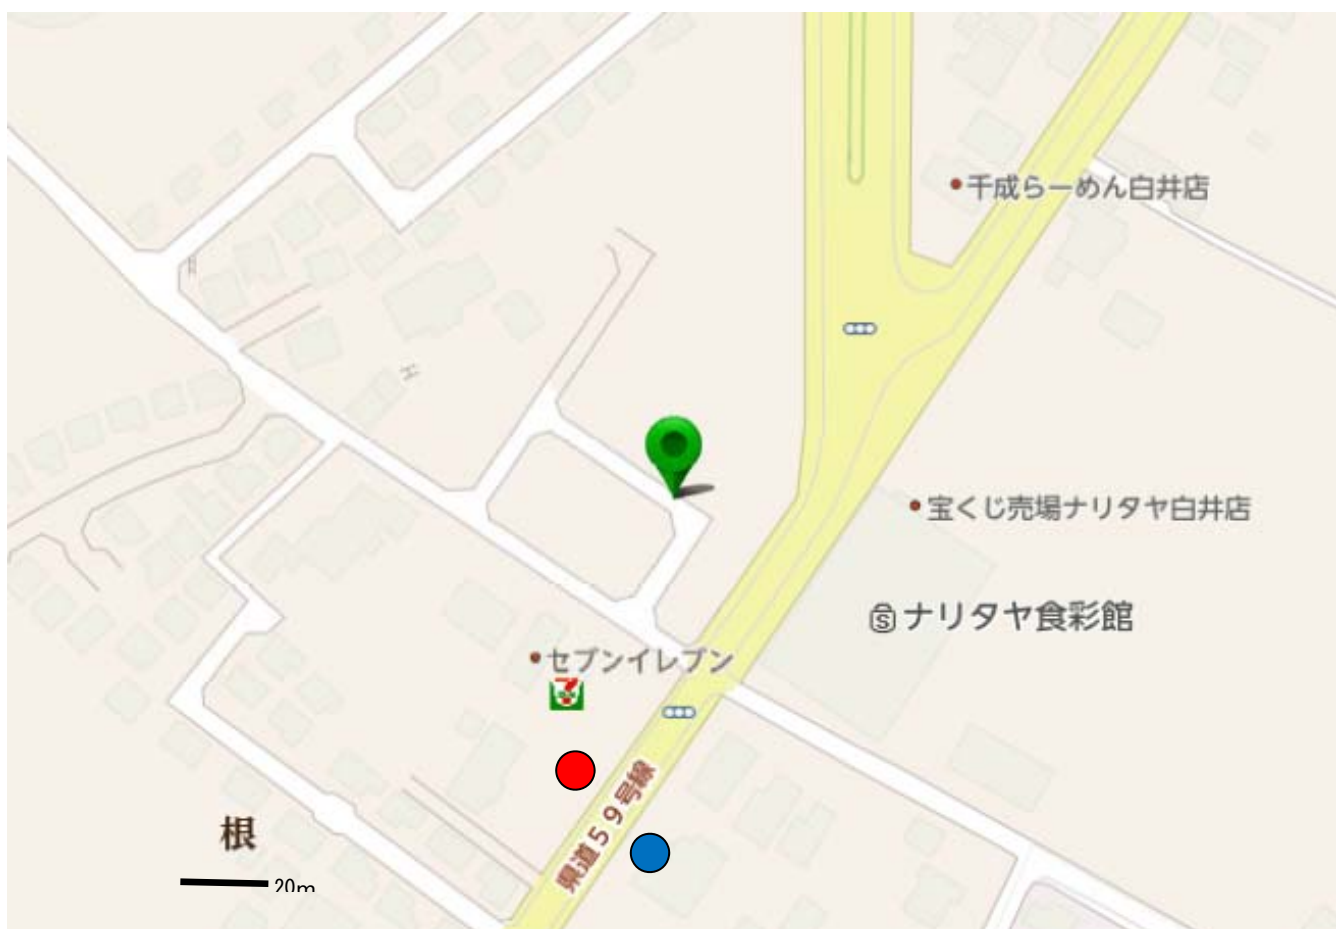 千成らーめん白井店
宝くじ売場ナリタヤ白井店
ナリタヤ食彩館
セブンイレブン
県道59号線
根
20m